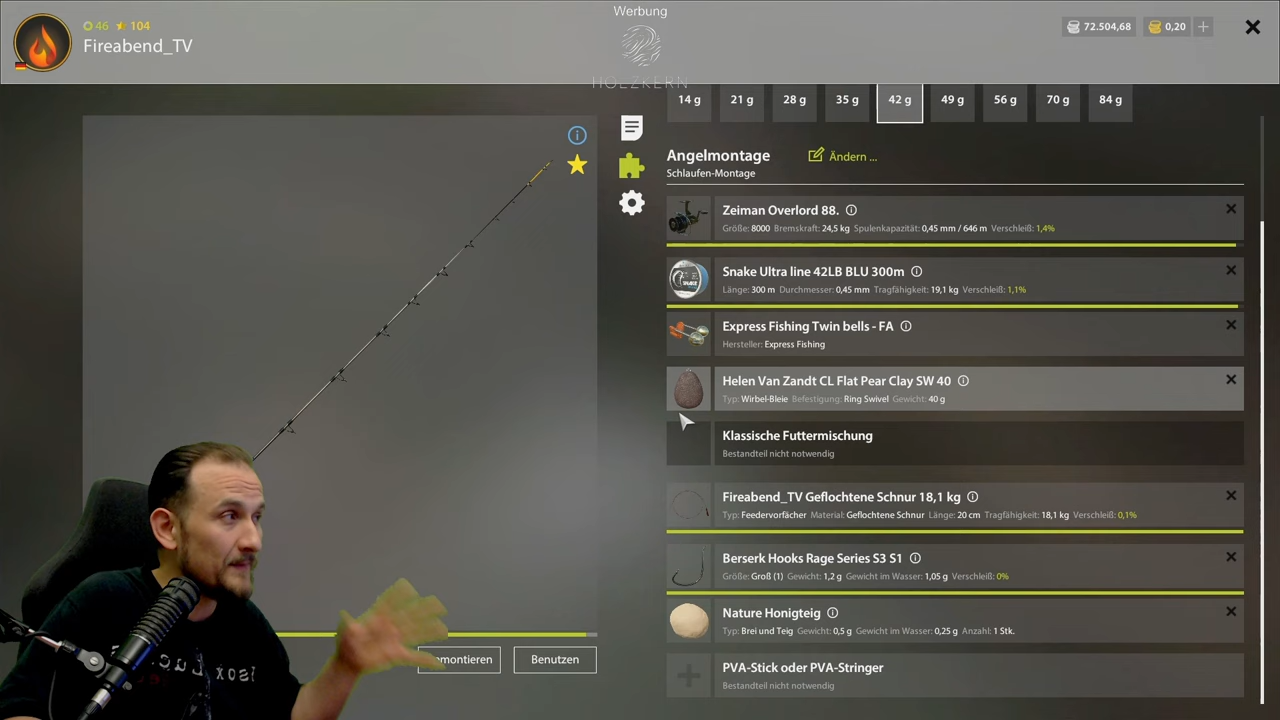 46 104
Fireabend_TV
Werbung
HOLZKERN
72.504,68
0,20
14 g
21 g
28 g
35 g
42 g
49 g
56 g
70 g
84 g
Angelmontage
Ändern ...
Schlaufen-Montage
Zeiman Overlord 88.
Größe: 8000 Bremskraft: 24,5 kg Spulenkapazität: 0,45 mm / 646 m Verschleiß: 1,4%
Snake Ultra line 42LB BLU 300m
Länge: 300 m Durchmesser: 0,45 mm Tragfähigkeit: 19,1 kg Verschleiß: 1,1%
Express Fishing Twin bells - FA
Hersteller: Express Fishing
Helen Van Zandt CL Flat Pear Clay SW 40
Typ: Wirbel-Bleie Befestigung: Ring Swivel Gewicht: 40 g
Klassische Futtermischung
Bestandteil nicht notwendig
Fireabend_TV Geflochtene Schnur 18,1 kg
Typ: Feedervorfächer Material: Geflochtene Schnur Länge: 20 cm Tragfähigkeit: 18,1 kg Verschleiß: 0,1%
Berserk Hooks Rage Series S3 S1
Größe: Groß (1) Gewicht: 1,2 g Gewicht im Wasser: 1,05 g Verschleiß: 0%
Nature Honigteig
Typ: Brei und Teig Gewicht: 0,5 g Gewicht im Wasser: 0,25 g Anzahl: 1 Stk.
PVA-Stick oder PVA-Stringer
Bestandteil nicht notwendig
montieren
Benutzen